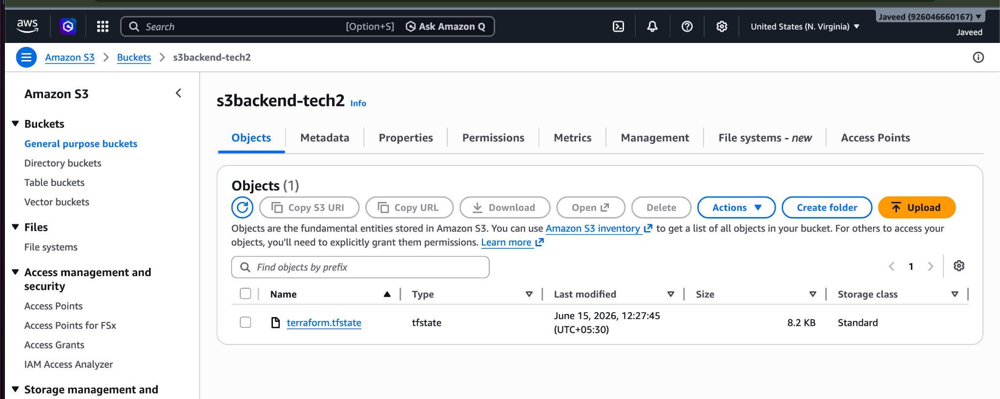 aws
Search
[Option+S]
Ask Amazon Q
United States (N. Virginia)
Javeed (926046660167)
Javeed
Amazon S3
Buckets
s3backend-tech2
Amazon S3
Buckets
General purpose buckets
Directory buckets
Table buckets
Vector buckets
Files
File systems
Access management and
security
Access Points
Access Points for FSx
Access Grants
IAM Access Analyzer
Storage management and
s3backend-tech2 Info
Objects
Metadata
Properties
Permissions
Metrics
Management
File systems - new
Access Points
Objects (1)
Copy S3 URI
Copy URL
Download
Open
Delete
Actions
Create folder
Upload
Objects are the fundamental entities stored in Amazon S3. You can use Amazon S3 inventory to get a list of all objects in your bucket. For others to access your
objects, you'll need to explicitly grant them permissions. Learn more
Find objects by prefix
1
Name
Type
Last modified
Size
Storage class
terraform.tfstate
tfstate
June 15, 2026, 12:27:45
(UTC+05:30)
8.2 KB
Standard